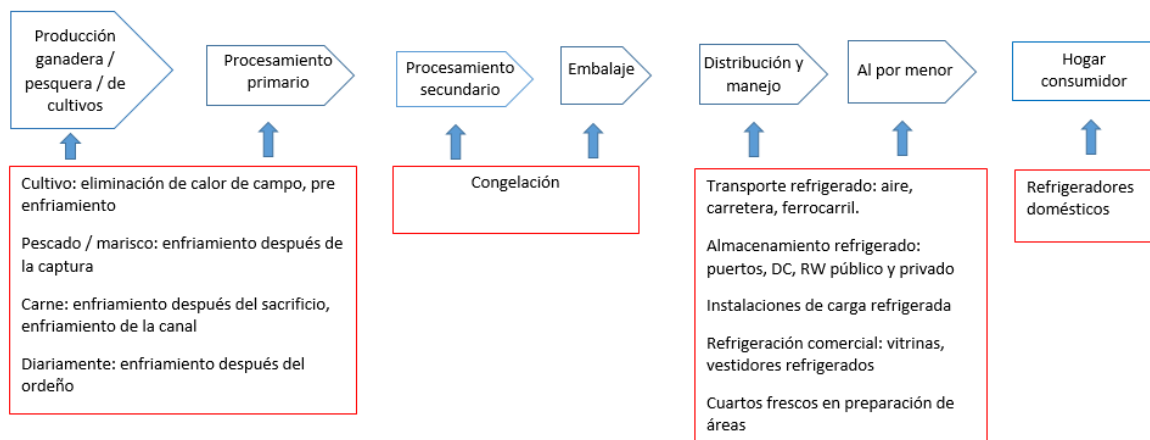 Producción
ganadera /
pesquera / de
cultivos
Procesamiento
primario
Procesamiento
secundario
Embalaje
Distribución y
manejo
Al por menor
Hogar
consumidor
Cultivo: eliminación de calor de campo, pre
enfriamiento
Pescado / marisco: enfriamiento después de
la captura
Carne: enfriamiento después del sacrificio,
enfriamiento de la canal
Diariamente: enfriamiento después del
ordeño
Congelación
Transporte refrigerado: aire,
carretera, ferrocarril.
Almacenamiento refrigerado:
puertos, DC, RW público y privado
Instalaciones de carga refrigerada
Refrigeración comercial: vitrinas,
vestidores refrigerados
Cuartos frescos en preparación de
áreas
Refrigeradores
domésticos